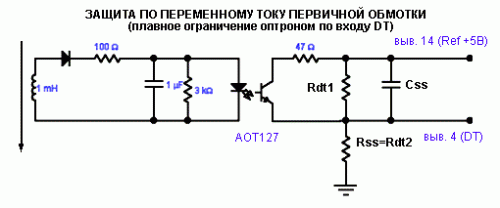 ЗАЩИТА ПО ПЕРЕМЕННОМУ ТОКУ ПЕРВИЧНОЙ ОБМОТКИ
(плавное ограничение оптроном по входу DT)
100 Ω
47 Ω
выв. 14 (Ref +5В)
1 mH
1 µF
3 kΩ
Rdt1
Css
АОТ127
выв. 4 (DT)
Rss=Rdt2